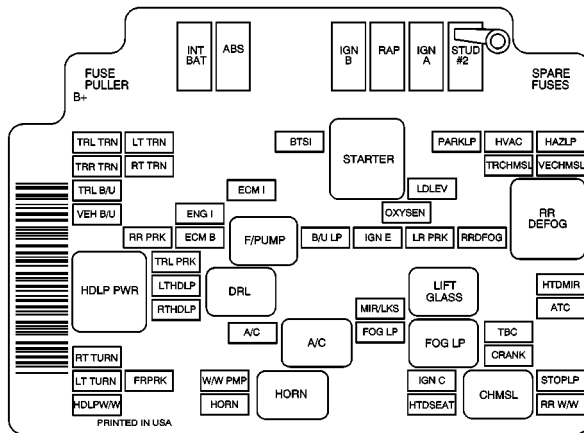 INT BAT
ABS
IGN B
RAP
IGN A
STUD #2
FUSE PULLER
B+
SPARE FUSES
TRL TRN
LT TRN
BTSI
STARTER
PARKLP
HVAC
HAZLP
TRR TRN
RT TRN
TRCHMSL
VECHMSL
TRL B/U
ECM I
LDLEV
RR DEFOG
VEH B/U
ENG I
OXYSEN
RR PRK
ECM B
F/PUMP
B/U LP
IGN E
LR PRK
RRDFOG
HDLP PWR
TRL PRK
LTHDLP
RTHDLP
DRL
LIFT GLASS
HTDMIR
ATC
MIR/LKS
A/C
A/C
FOG LP
FOG LP
TBC
CRANK
RT TURN
LT TURN
FRPRK
W/W PMP
HORN
IGN C
CHMSL
STOPLP
HDLPW/W
HORN
HTDSEAT
RR W/W
PRINTED IN USA